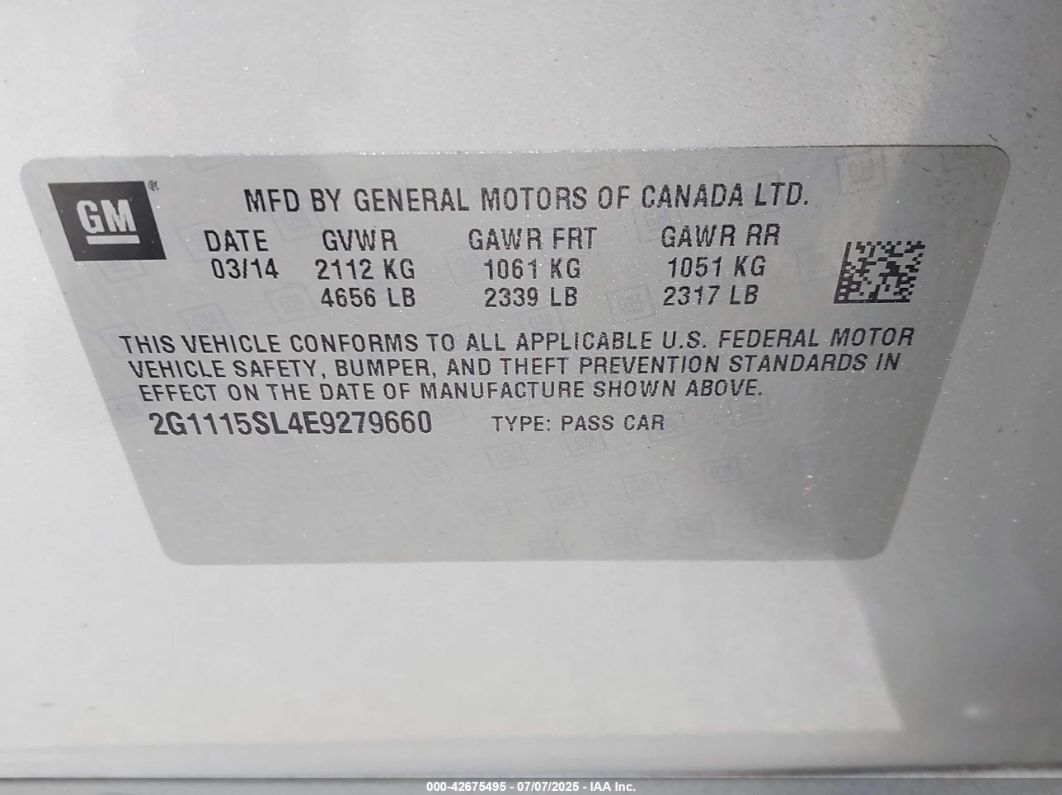 GM®
MFD BY GENERAL MOTORS OF CANADA LTD.
DATE GVWR GAWR FRT GAWR RR
03/14 2112 KG 1061 KG 1051 KG
4656 LB 2339 LB 2317 LB
THIS VEHICLE CONFORMS TO ALL APPLICABLE U.S. FEDERAL MOTOR
VEHICLE SAFETY, BUMPER, AND THEFT PREVENTION STANDARDS IN
EFFECT ON THE DATE OF MANUFACTURE SHOWN ABOVE.
2G1115SL4E9279660 TYPE: PASS CAR
000-42675495 - 07/07/2025 - IAA Inc.